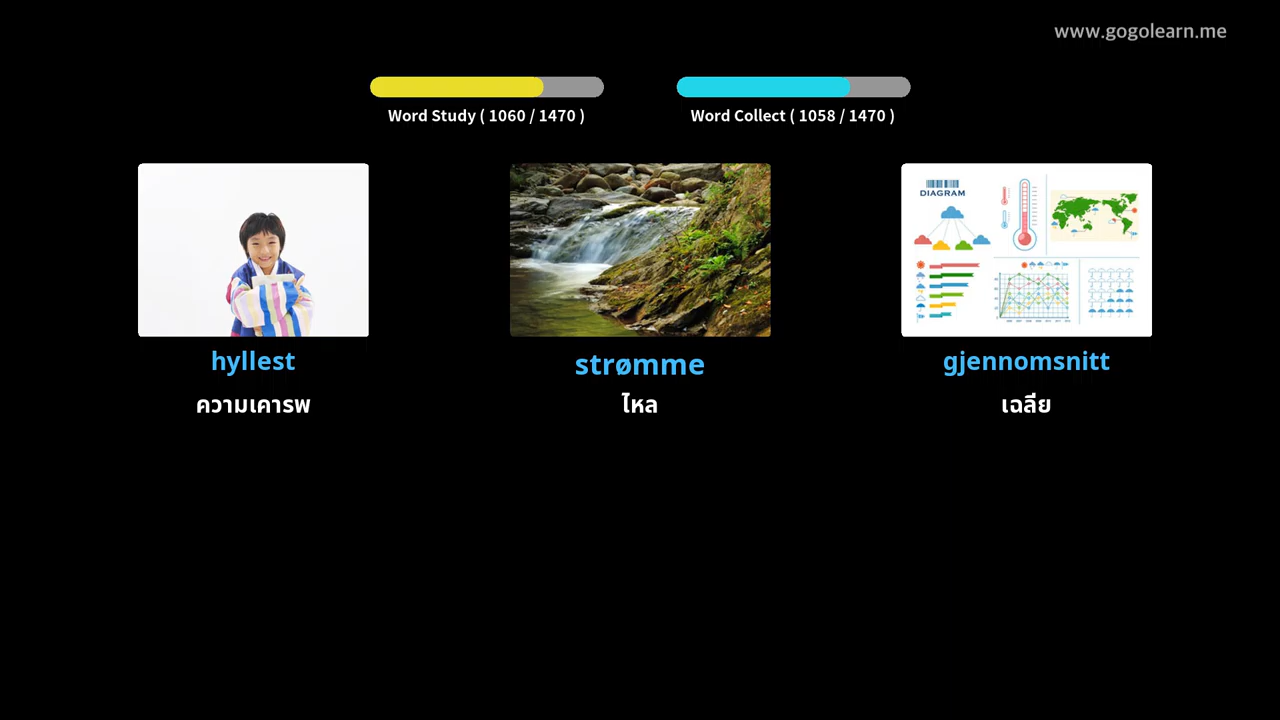 www.gogolearn.me
Word Study ( 1060 / 1470 )
Word Collect ( 1058 / 1470 )
DIAGRAM
hyllest
strømme
gjennomsnitt
ความเคารพ
ไหล
เฉลี่ย